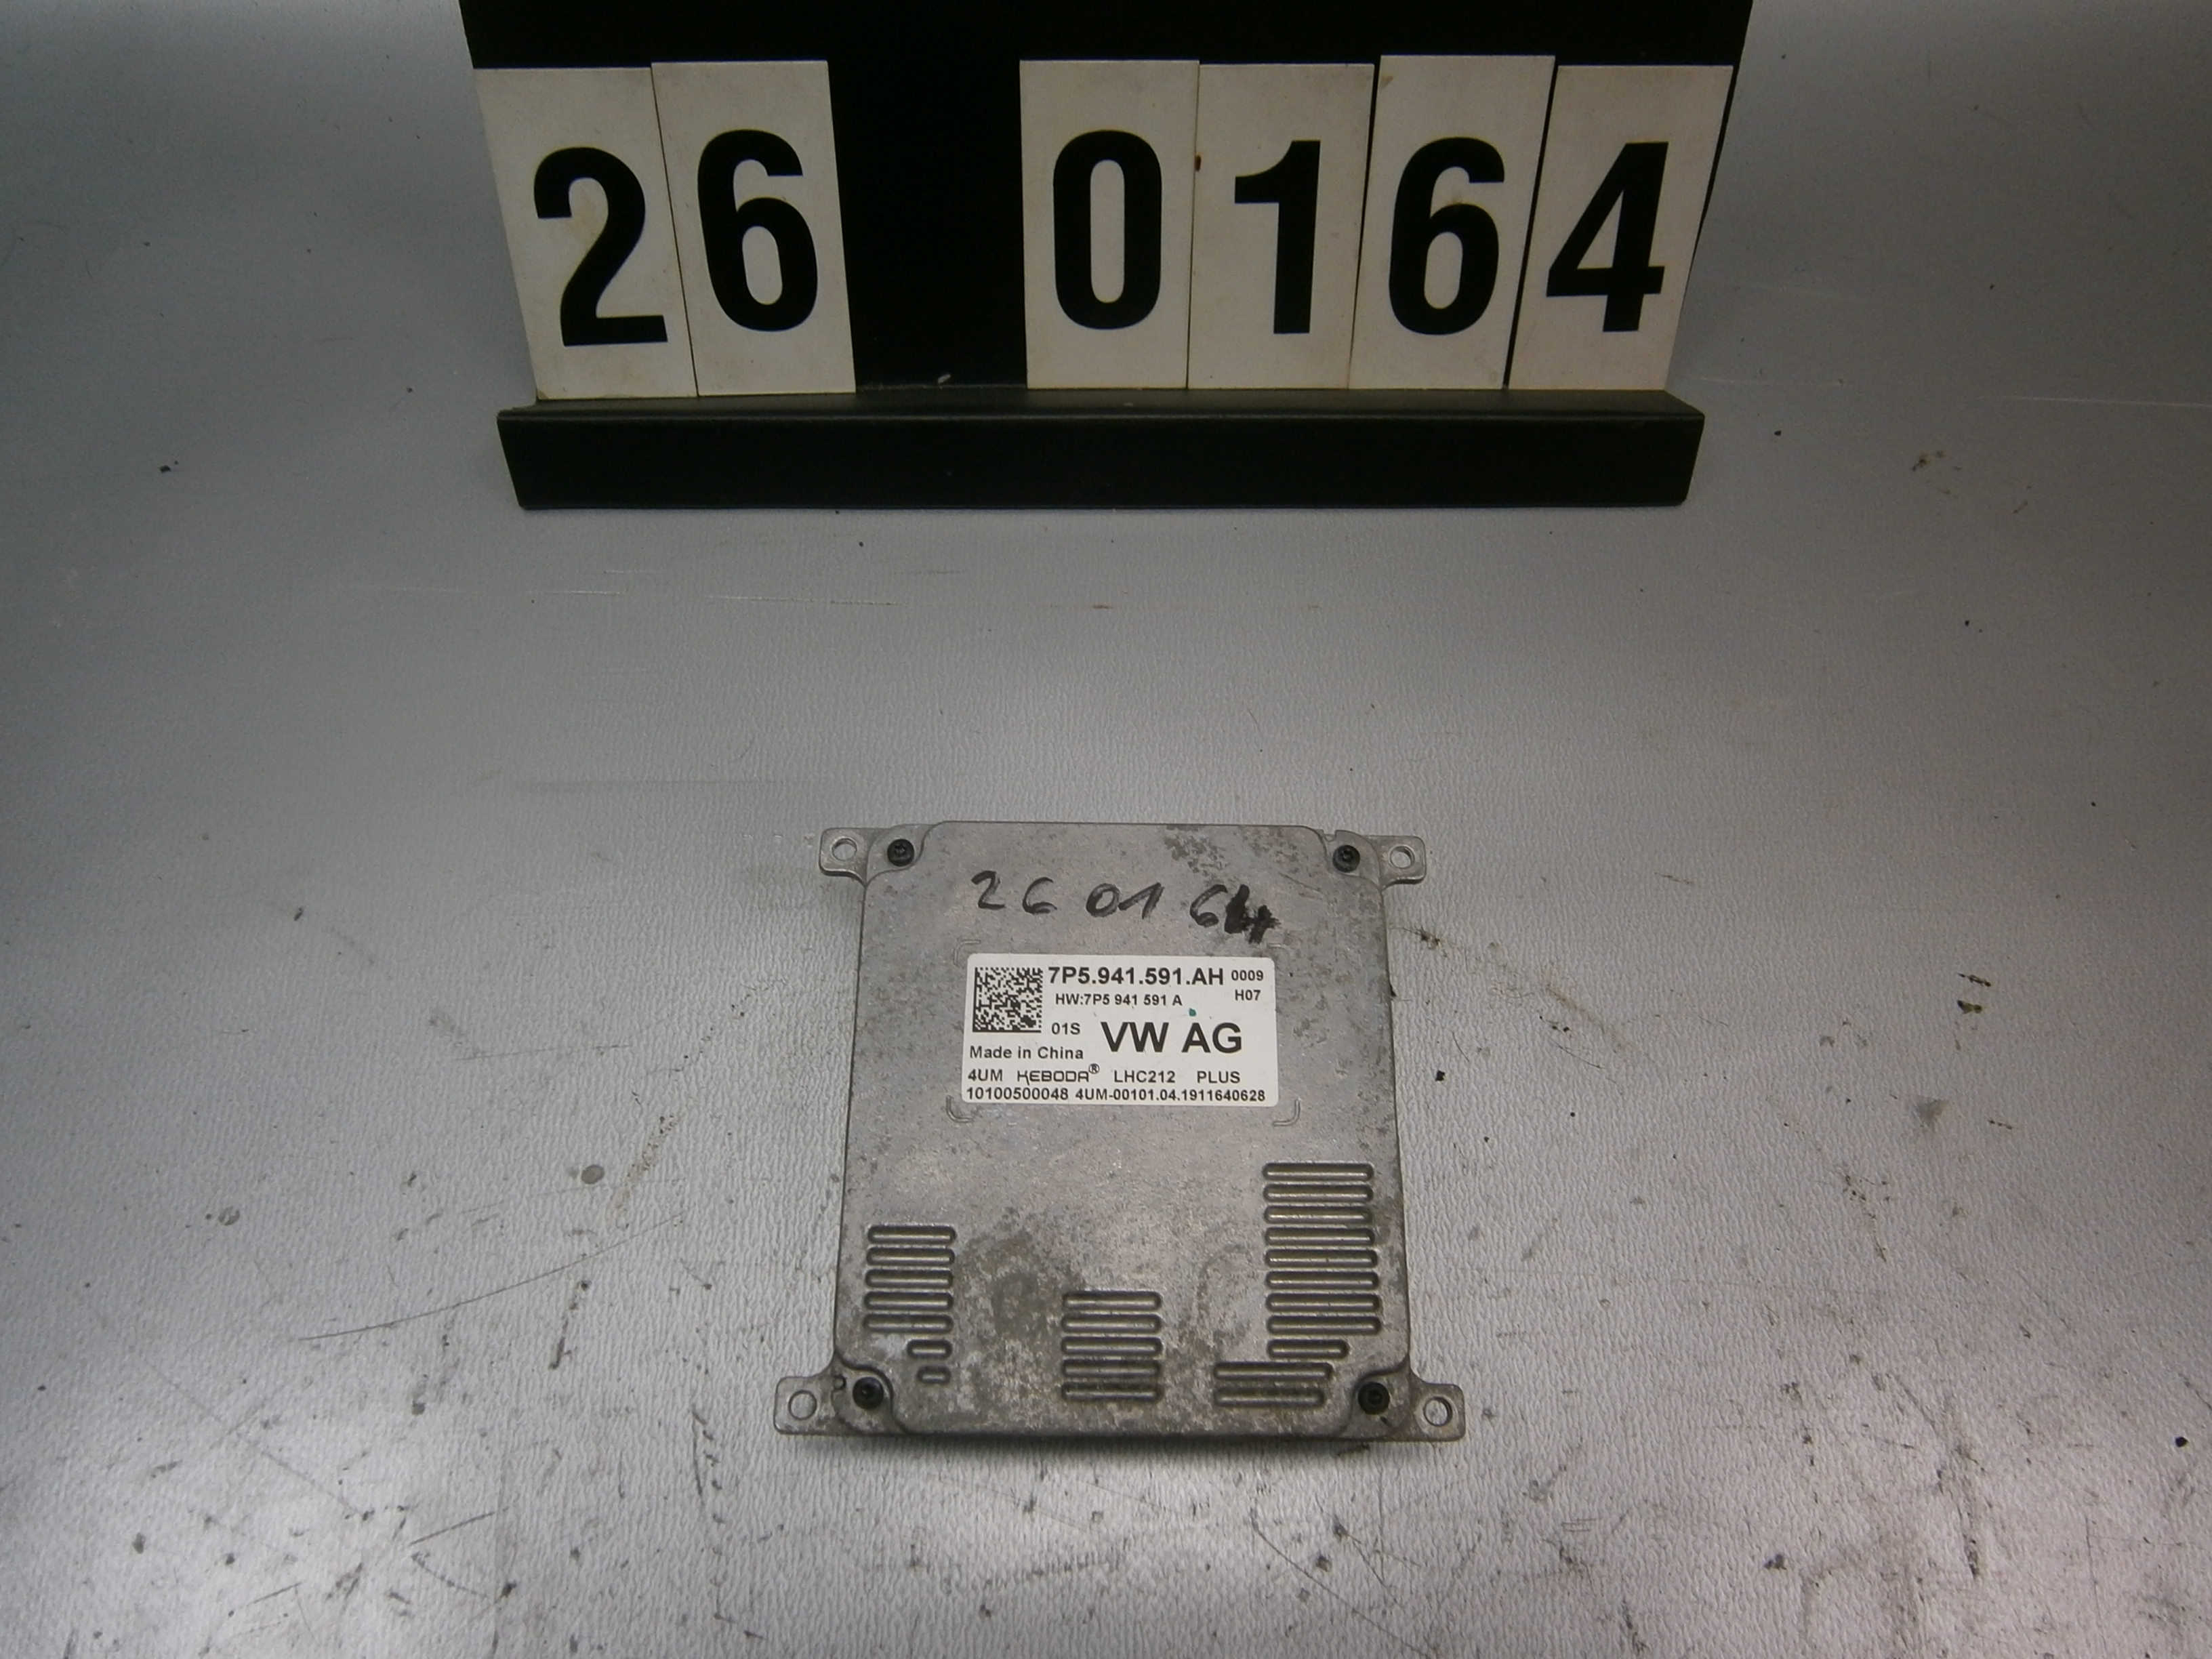 26 0164
26 01 64
7P5.941.591.AH 0009
HW:7P5 941 591 A H07
01S VW AG
Made in China
4UM KEBODA® LHC212 PLUS
10100500048 4UM-00101.04.1911640628